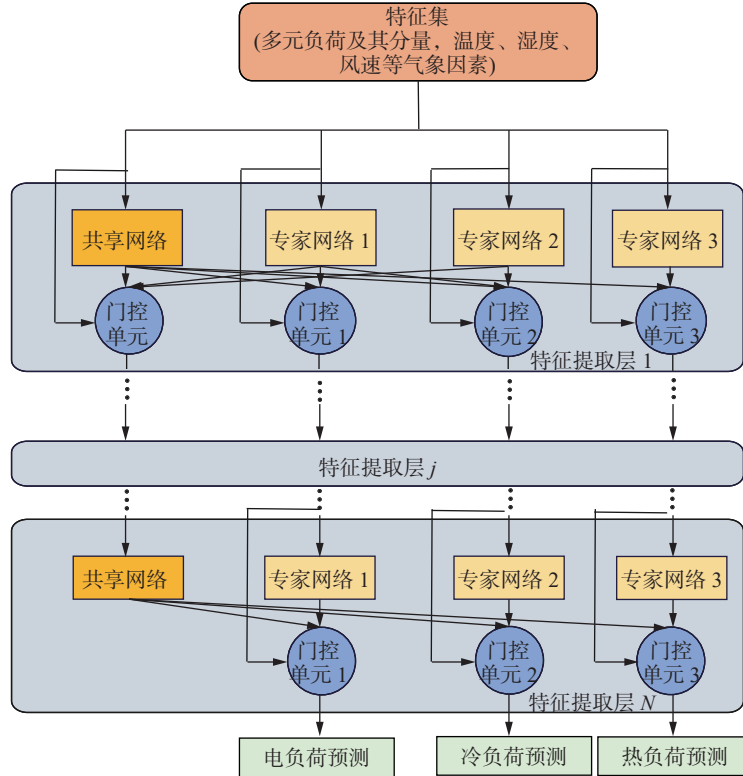 特征集
(多元负荷及其分量，温度、湿度、
风速等气象因素)
共享网络
专家网络 1
专家网络 2
专家网络 3
门控
单元
门控
单元 1
门控
单元 2
门控
单元 3
特征提取层 1
特征提取层 j
共享网络
专家网络 1
专家网络 2
专家网络 3
门控
单元 1
门控
单元 2
门控
单元 3
特征提取层 N
电负荷预测
冷负荷预测
热负荷预测